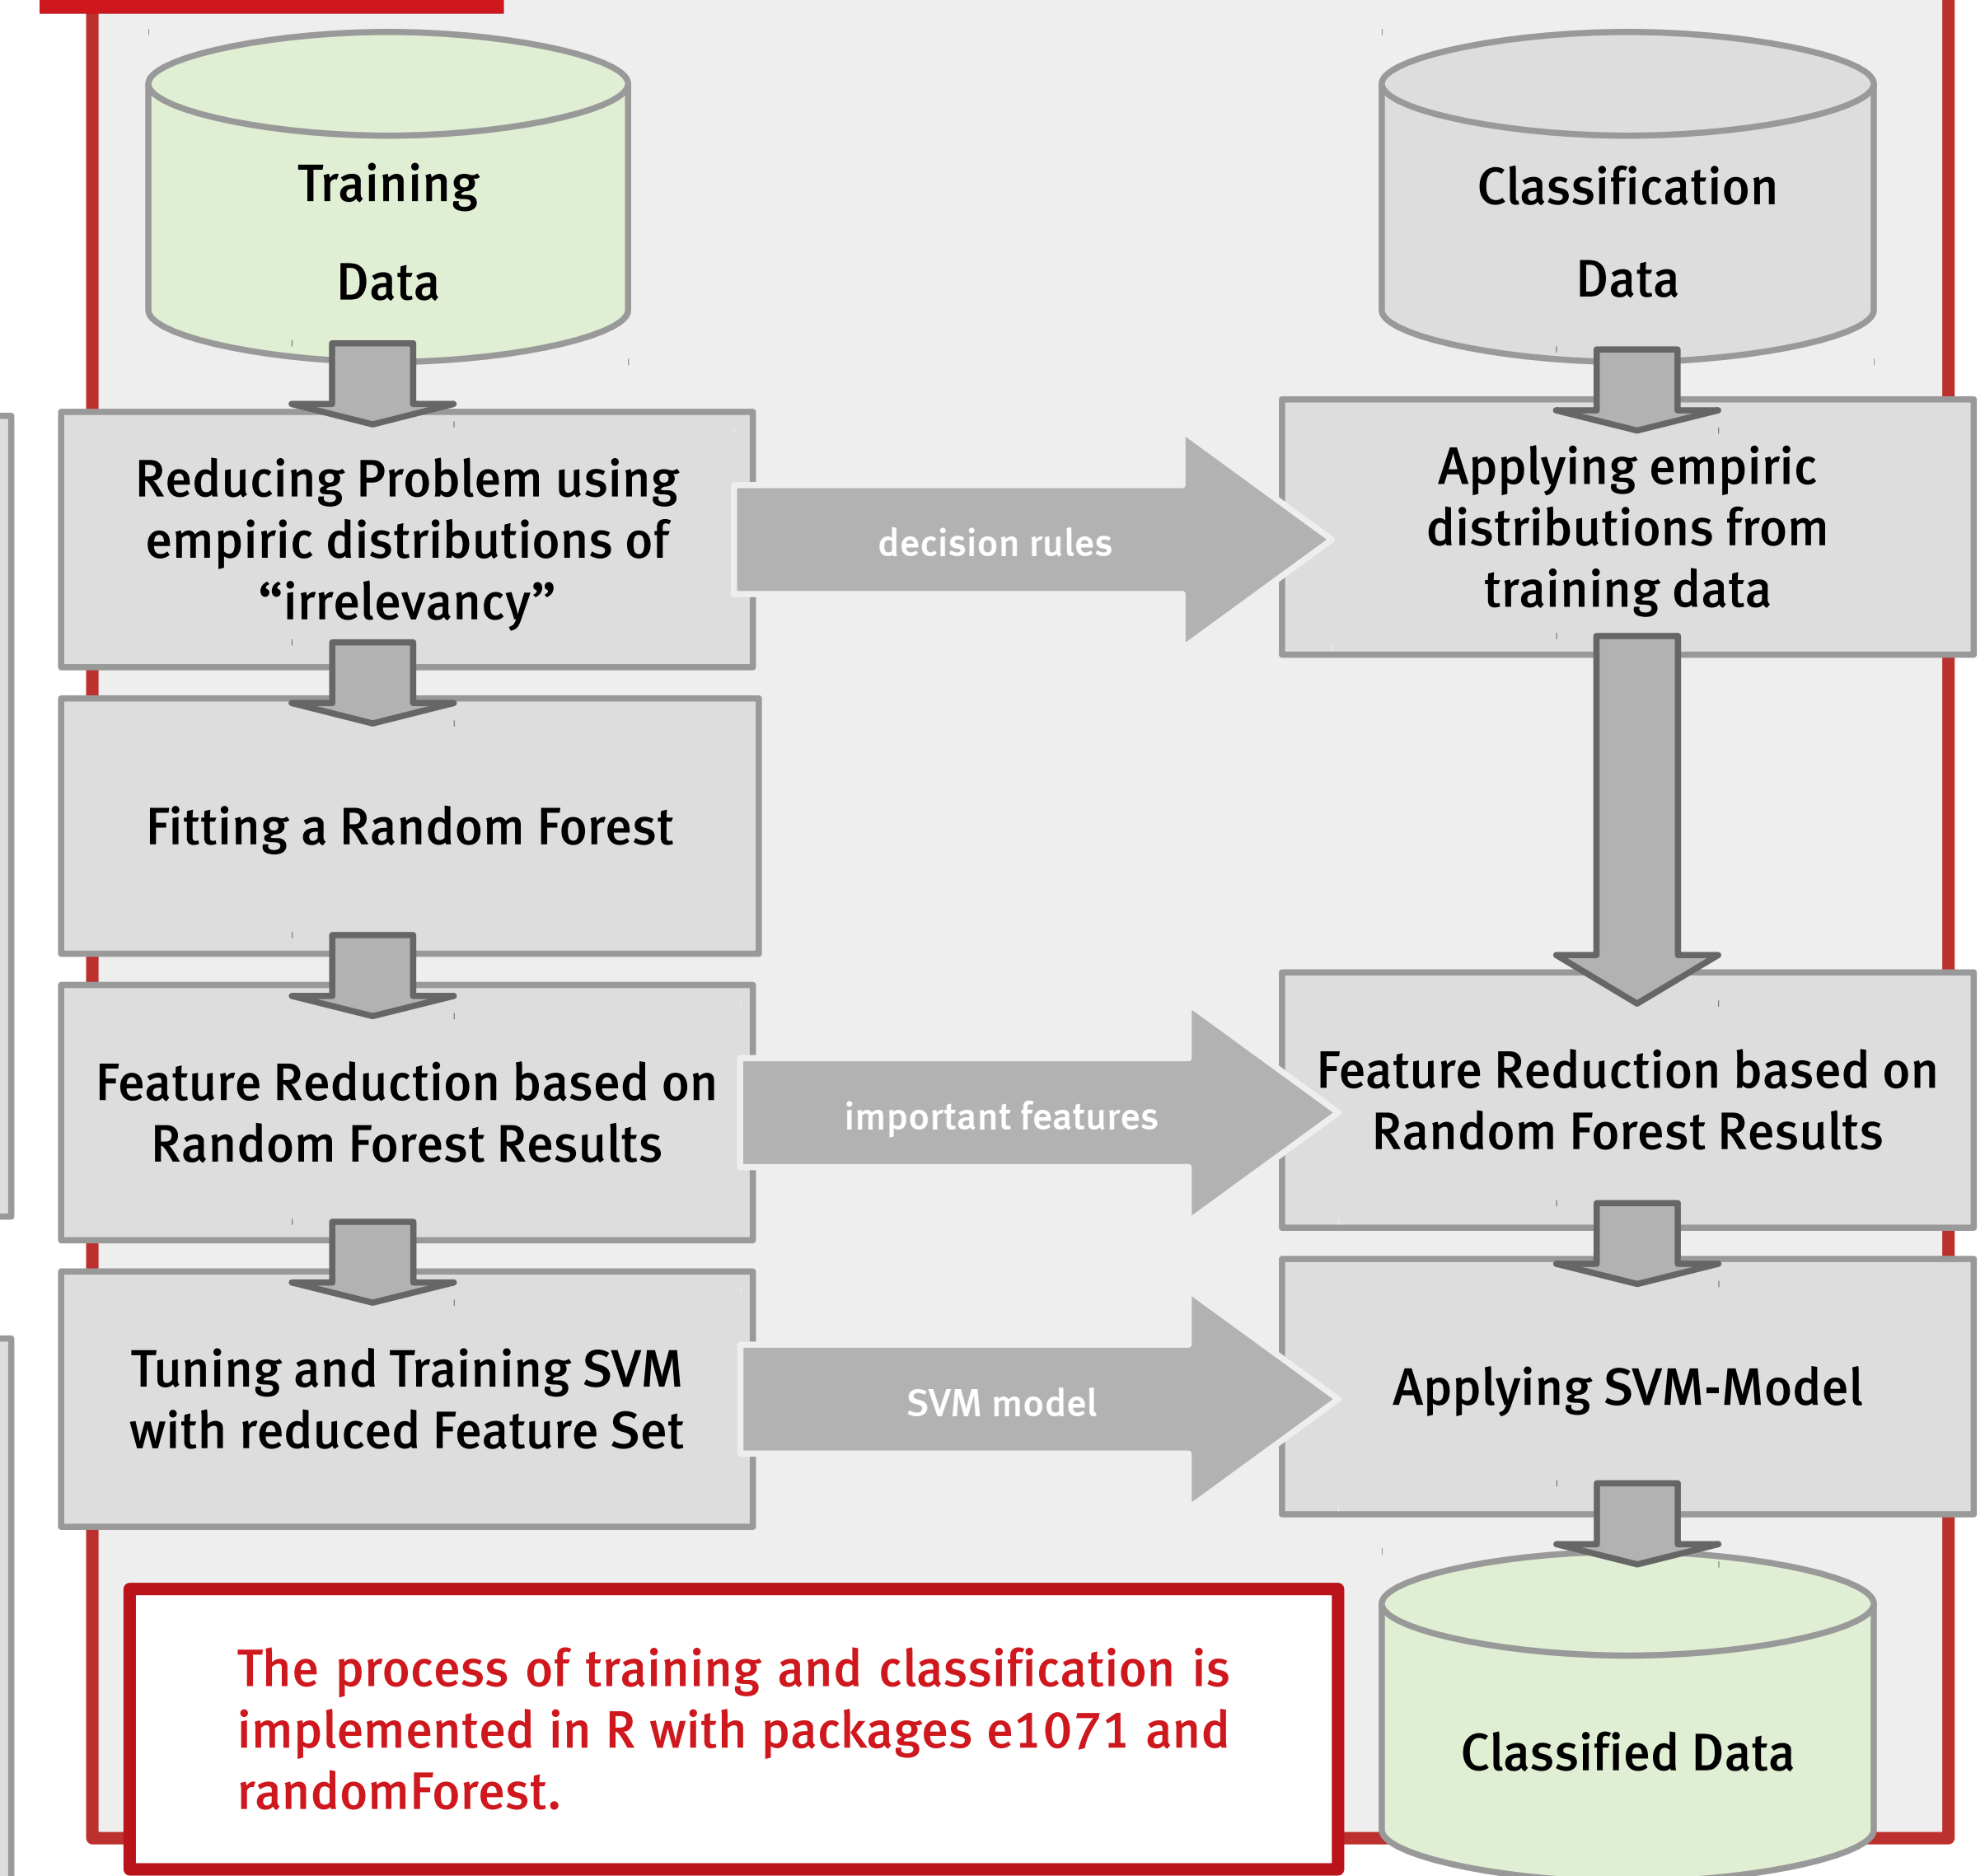 Training
Data
Classification
Data
Reducing Problem using
empiric distributions of
“irrelevancy”
decision rules
Applying empiric
distributions from
training data
Fitting a Random Forest
Feature Reduction based on
Random Forest Results
important features
Feature Reduction based on
Random Forest Results
Tuning and Training SVM
with reduced Feature Set
SVM model
Applying SVM-Model
The process of training and classification is
implemented in R with packages e1071 and
randomForest.
Classified Data